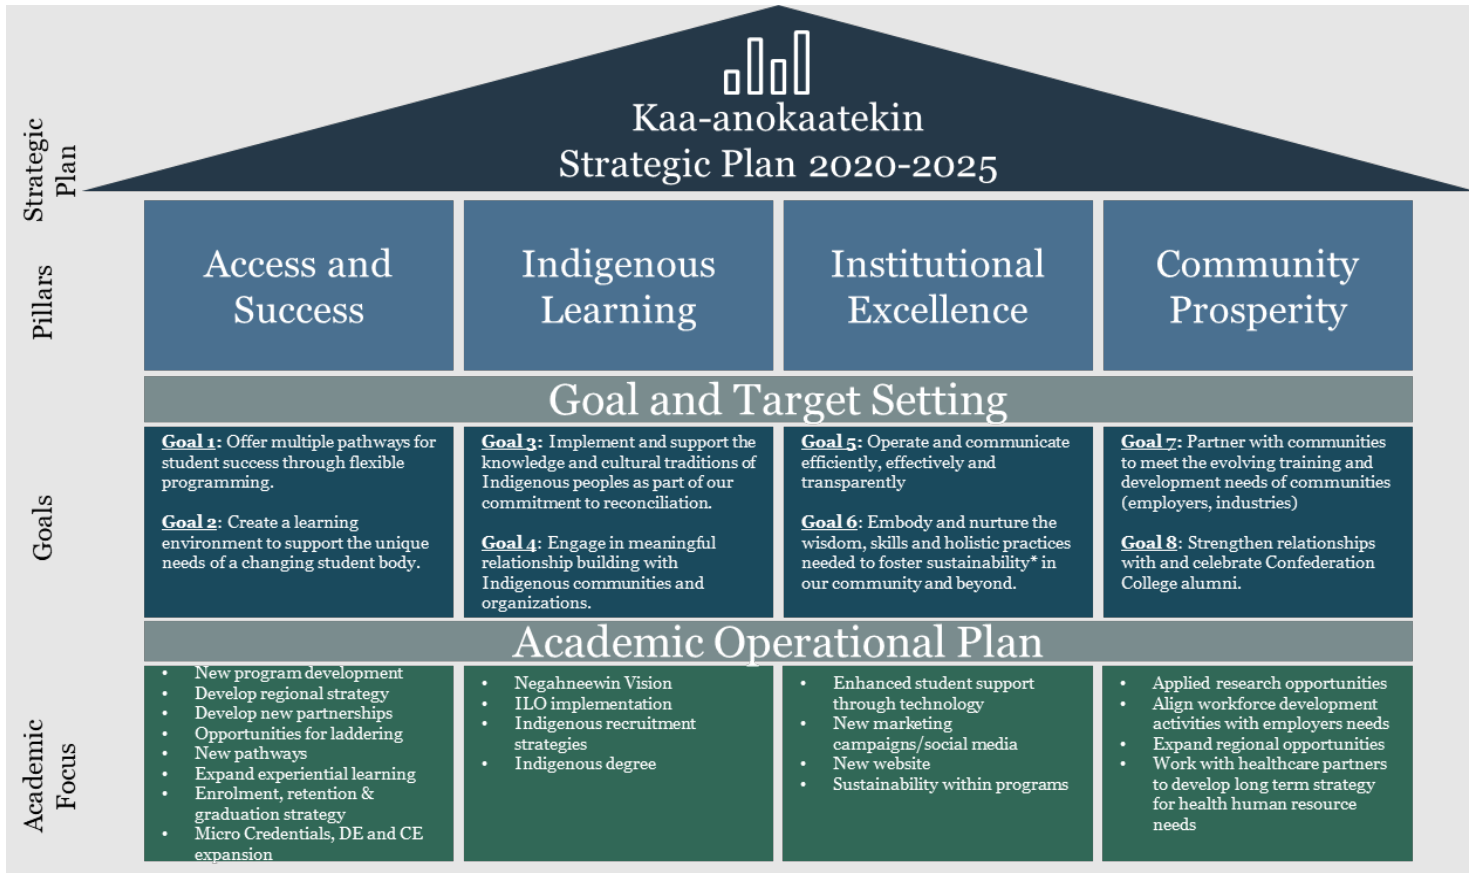 Kaa-anokaatekin
Strategic Plan 2020-2025
Strategic
Plan
Pillars
Access and
Success
Indigenous
Learning
Institutional
Excellence
Community
Prosperity
Goal and Target Setting
Goals
Goal 1: Offer multiple pathways for
student success through flexible
programming.
Goal 2: Create a learning
environment to support the unique
needs of a changing student body.
Goal 3: Implement and support the
knowledge and cultural traditions of
Indigenous peoples as part of our
commitment to reconciliation.
Goal 4: Engage in meaningful
relationship building with
Indigenous communities and
organizations.
Goal 5: Operate and communicate
efficiently, effectively and
transparently
Goal 6: Embody and nurture the
wisdom, skills and holistic practices
needed to foster sustainability* in
our community and beyond.
Goal 7: Partner with communities
to meet the evolving training and
development needs of communities
(employers, industries)
Goal 8: Strengthen relationships
with and celebrate Confederation
College alumni.
Academic Operational Plan
Academic
Focus
• New program development
• Develop regional strategy
• Develop new partnerships
• Opportunities for laddering
• New pathways
• Expand experiential learning
• Enrolment, retention &
graduation strategy
• Micro Credentials, DE and CE
expansion
• Negahneewin Vision
• ILO implementation
• Indigenous recruitment
strategies
• Indigenous degree
• Enhanced student support
through technology
• New marketing
campaigns/social media
• New website
• Sustainability within programs
• Applied research opportunities
• Align workforce development
activities with employers needs
• Expand regional opportunities
• Work with healthcare partners
to develop long term strategy
for health human resource
needs